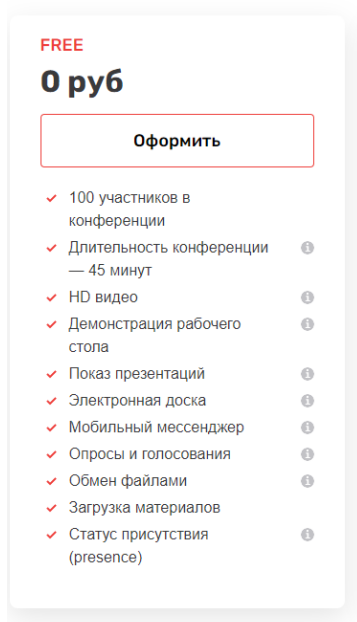 FREE
0 руб
Оформить
100 участников в
конференции
Длительность конференции
— 45 минут
HD видео
Демонстрация рабочего
стола
Показ презентаций
Электронная доска
Мобильный мессенджер
Опросы и голосования
Обмен файлами
Загрузка материалов
Статус присутствия
(presence)